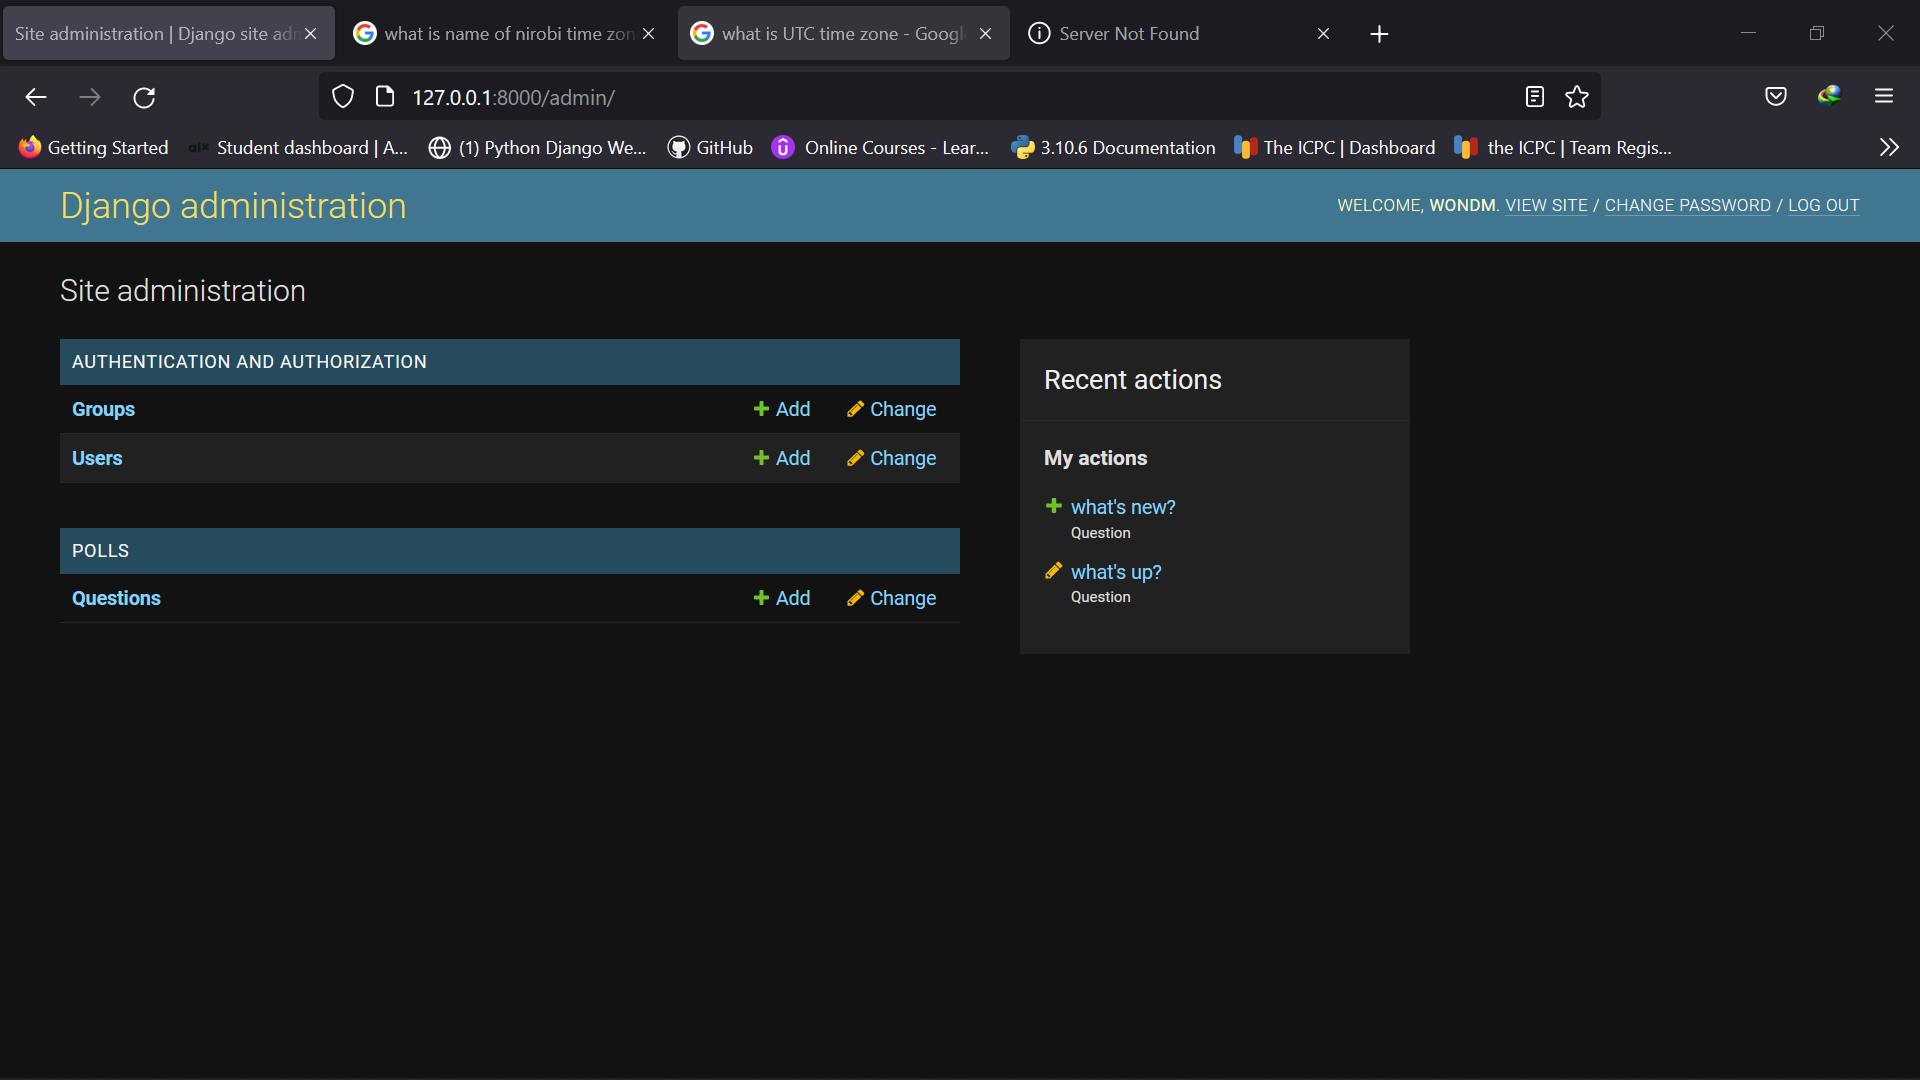 Site administration | Django site adm
what is name of nirobi time zon
what is UTC time zone - Googl
Server Not Found
127.0.0.1:8000/admin/
Getting Started
alx Student dashboard | A...
(1) Python Django We...
GitHub
Online Courses - Lear...
3.10.6 Documentation
The ICPC | Dashboard
the ICPC | Team Regis...
Django administration
WELCOME, WONDM. VIEW SITE / CHANGE PASSWORD / LOG OUT
Site administration
AUTHENTICATION AND AUTHORIZATION
Groups Add Change
Users Add Change
POLLS
Questions Add Change
Recent actions
My actions
what's new?
Question
what's up?
Question